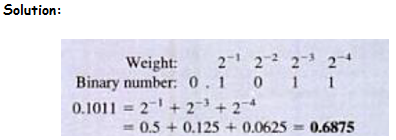 Solution:
Weight: 2⁻¹ 2⁻² 2⁻³ 2⁻⁴
Binary number: 0 . 1 0 1 1
0.1011 = 2⁻¹ + 2⁻³ + 2⁻⁴
= 0.5 + 0.125 + 0.0625 = 0.6875